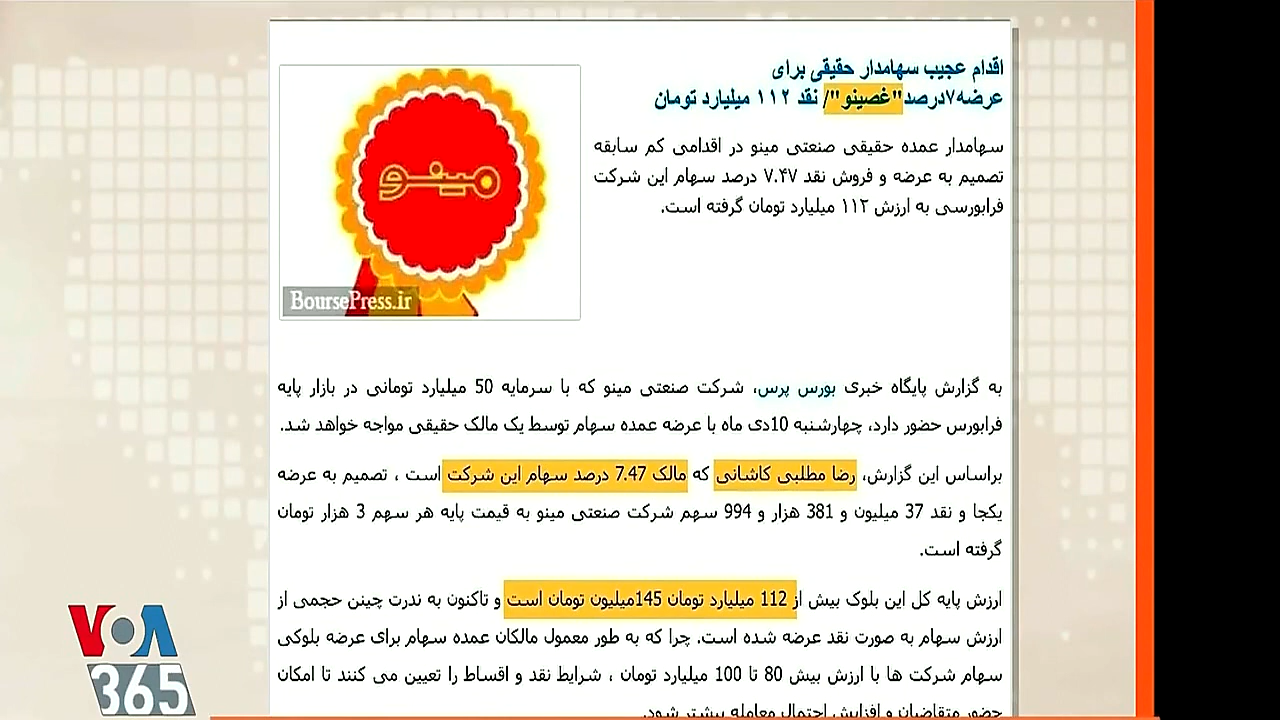 اقدام عجیب سهامدار حقیقی برای
عرضه۷درصد"غصینو"/ نقد ۱۱۲ میلیارد تومان
سهامدار عمده حقیقی صنعتی مینو در اقدامی کم سابقه
تصمیم به عرضه و فروش نقد ۷.۴۷ درصد سهام این شرکت
فرابورسی به ارزش ۱۱۲ میلیارد تومان گرفته است.
مینو
BoursePress.ir
به گزارش پایگاه خبری بورس پرس، شرکت صنعتی مینو که با سرمایه 50 میلیارد تومانی در بازار پایه
فرابورس حضور دارد، چهارشنبه 10دی ماه با عرضه عمده سهام توسط یک مالک حقیقی مواجه خواهد شد.
براساس این گزارش، رضا مطلبی کاشانی که مالک 7.47 درصد سهام این شرکت است ، تصمیم به عرضه
یکجا و نقد 37 میلیون و 381 هزار و 994 سهم شرکت صنعتی مینو به قیمت پایه هر سهم 3 هزار تومان
گرفته است.
ارزش پایه کل این بلوک بیش از 112 میلیارد تومان 145میلیون تومان است و تاکنون به ندرت چینن حجمی از
ارزش سهام به صورت نقد عرضه شده است. چرا که به طور معمول مالکان عمده سهام برای عرضه بلوکی
سهام شرکت ها با ارزش بیش 80 تا 100 میلیارد تومان ، شرایط نقد و اقساط را تعیین می کنند تا امکان
حضور متقاضیان و افزایش احتمال معامله بیشتر شود.
VOA
365